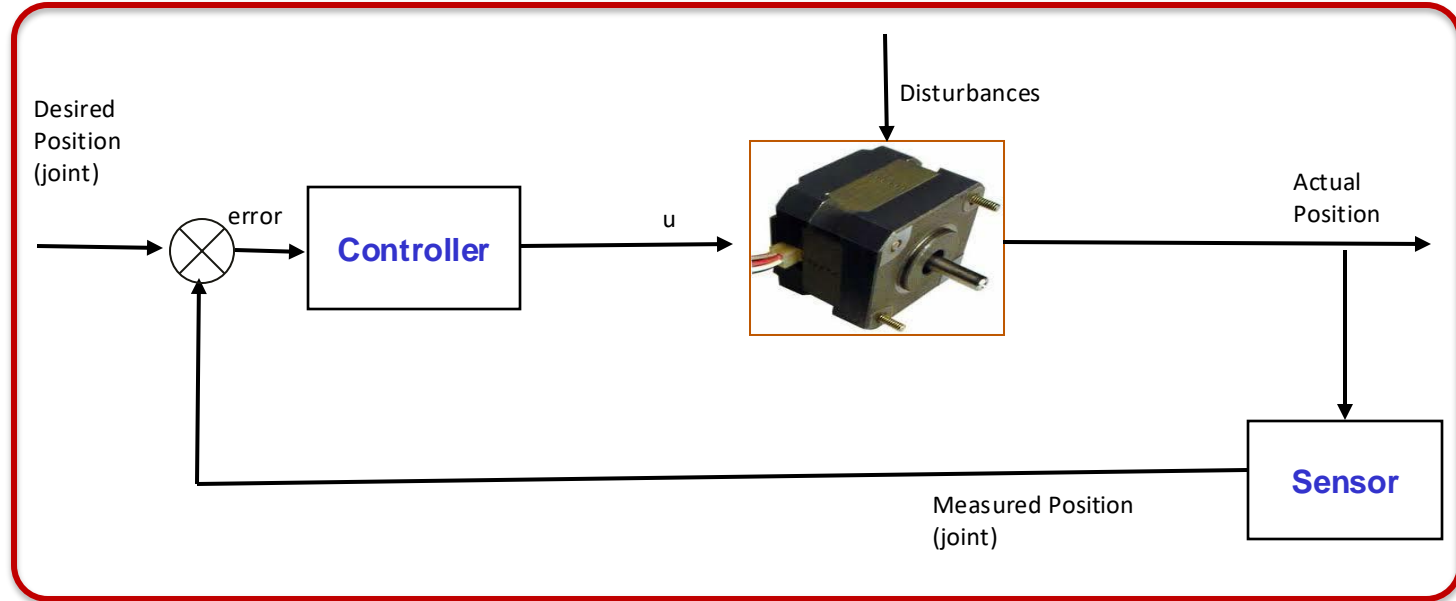 Desired
Position
(joint)
error
Controller
u
Disturbances
Actual
Position
Sensor
Measured Position
(joint)